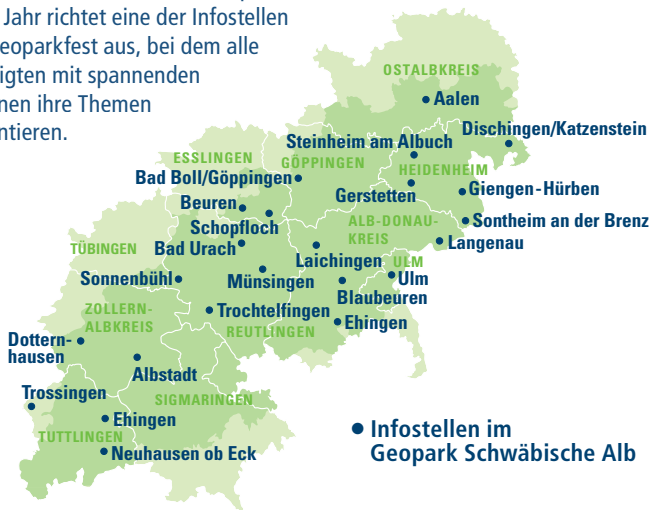 Jahr richtet eine der Infostellen
eoparkfest aus, bei dem alle
igten mit spannenden
nen ihre Themen
ntieren.
OSTALBKREIS
Aalen
Dischingen/Katzenstein
Steinheim am Albuch
ESSLINGEN
GÖPPINGEN
HEIDENHEIM
Bad Boll/Göppingen
Gerstetten
Giengen-Hürben
Beuren
Schopfloch
ALB-DONAU-
KREIS
Sontheim an der Brenz
TÜBINGEN
Bad Urach
Langenau
Laichingen
ULM
Sonnenbühl
Münsingen
Ulm
Blaubeuren
ZOLLERN-
ALBKREIS
Trochtelfingen
REUTLINGEN
Ehingen
Dottern-
hausen
Albstadt
Trossingen
SIGMARINGEN
Ehingen
TUTTLINGEN
Neuhausen ob Eck
Infostellen im
Geopark Schwäbische Alb